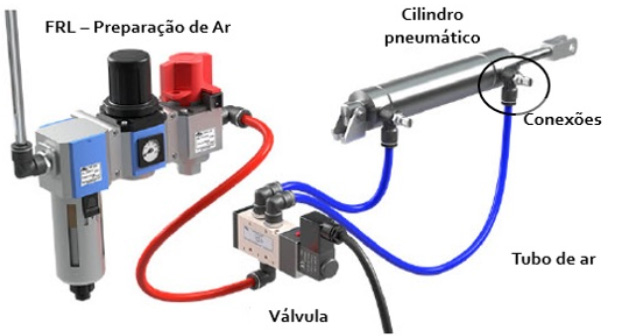 FRL – Preparação de Ar
Cilindro
pneumático
Conexões
Tubo de ar
Válvula